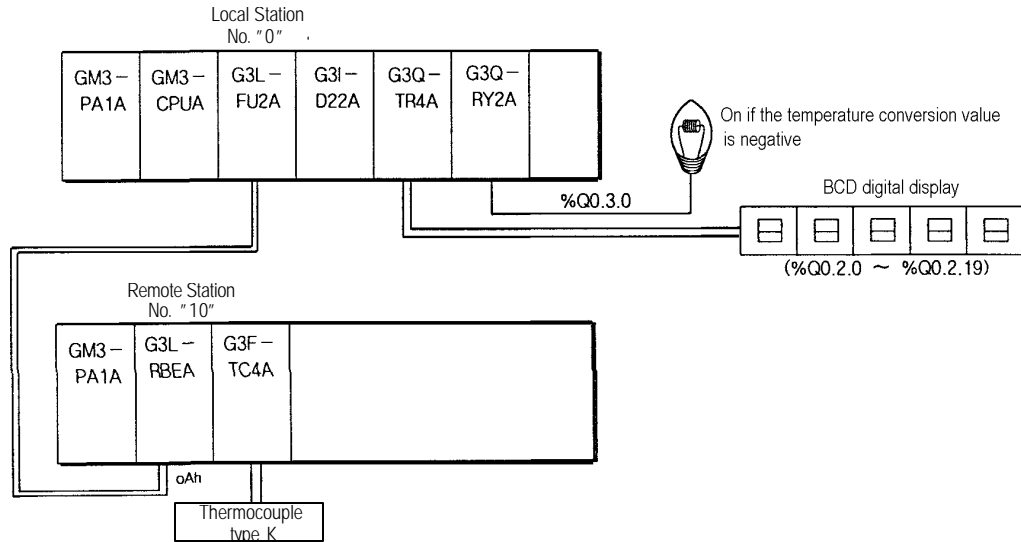 Local Station
No. "0"
GM3-
PA1A
GM3-
CPUA
G3L-
FU2A
G3I-
D22A
G3Q-
TR4A
G3Q-
RY2A
On if the temperature conversion value
is negative
%Q0.3.0
BCD digital display
(%Q0.2.0 ~ %Q0.2.19)
Remote Station
No. "10"
GM3-
PA1A
G3L-
RBEA
G3F-
TC4A
oAh
Thermocouple
type K